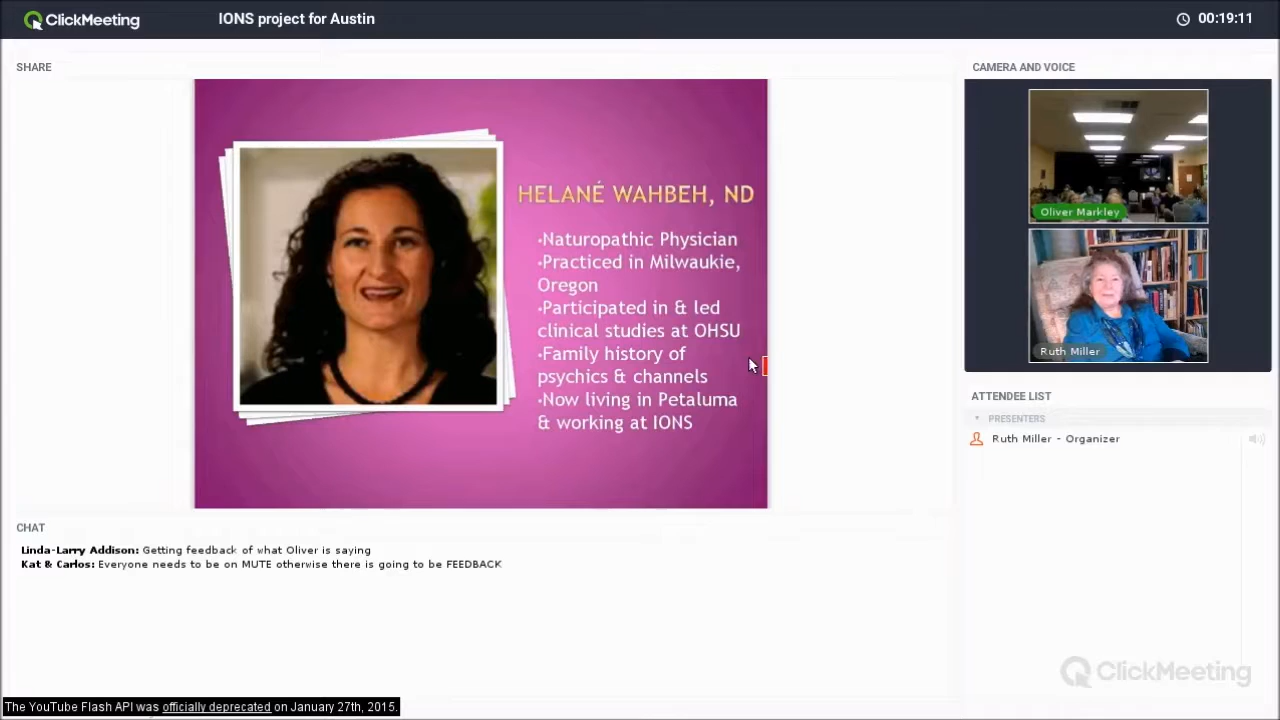 ClickMeeting
IONS project for Austin
00:19:11
SHARE
CAMERA AND VOICE
HELANÉ WAHBEH, ND
•Naturopathic Physician
•Practiced in Milwaukie,
Oregon
•Participated in & led
clinical studies at OHSU
•Family history of
psychics & channels
•Now living in Petaluma
& working at IONS
Oliver Markley
Ruth Miller
ATTENDEE LIST
PRESENTERS
Ruth Miller - Organizer
CHAT
Linda-Larry Addison: Getting feedback of what Oliver is saying
Kat & Carlos: Everyone needs to be on MUTE otherwise there is going to be FEEDBACK
ClickMeeting
The YouTube Flash API was officially deprecated on January 27th, 2015.